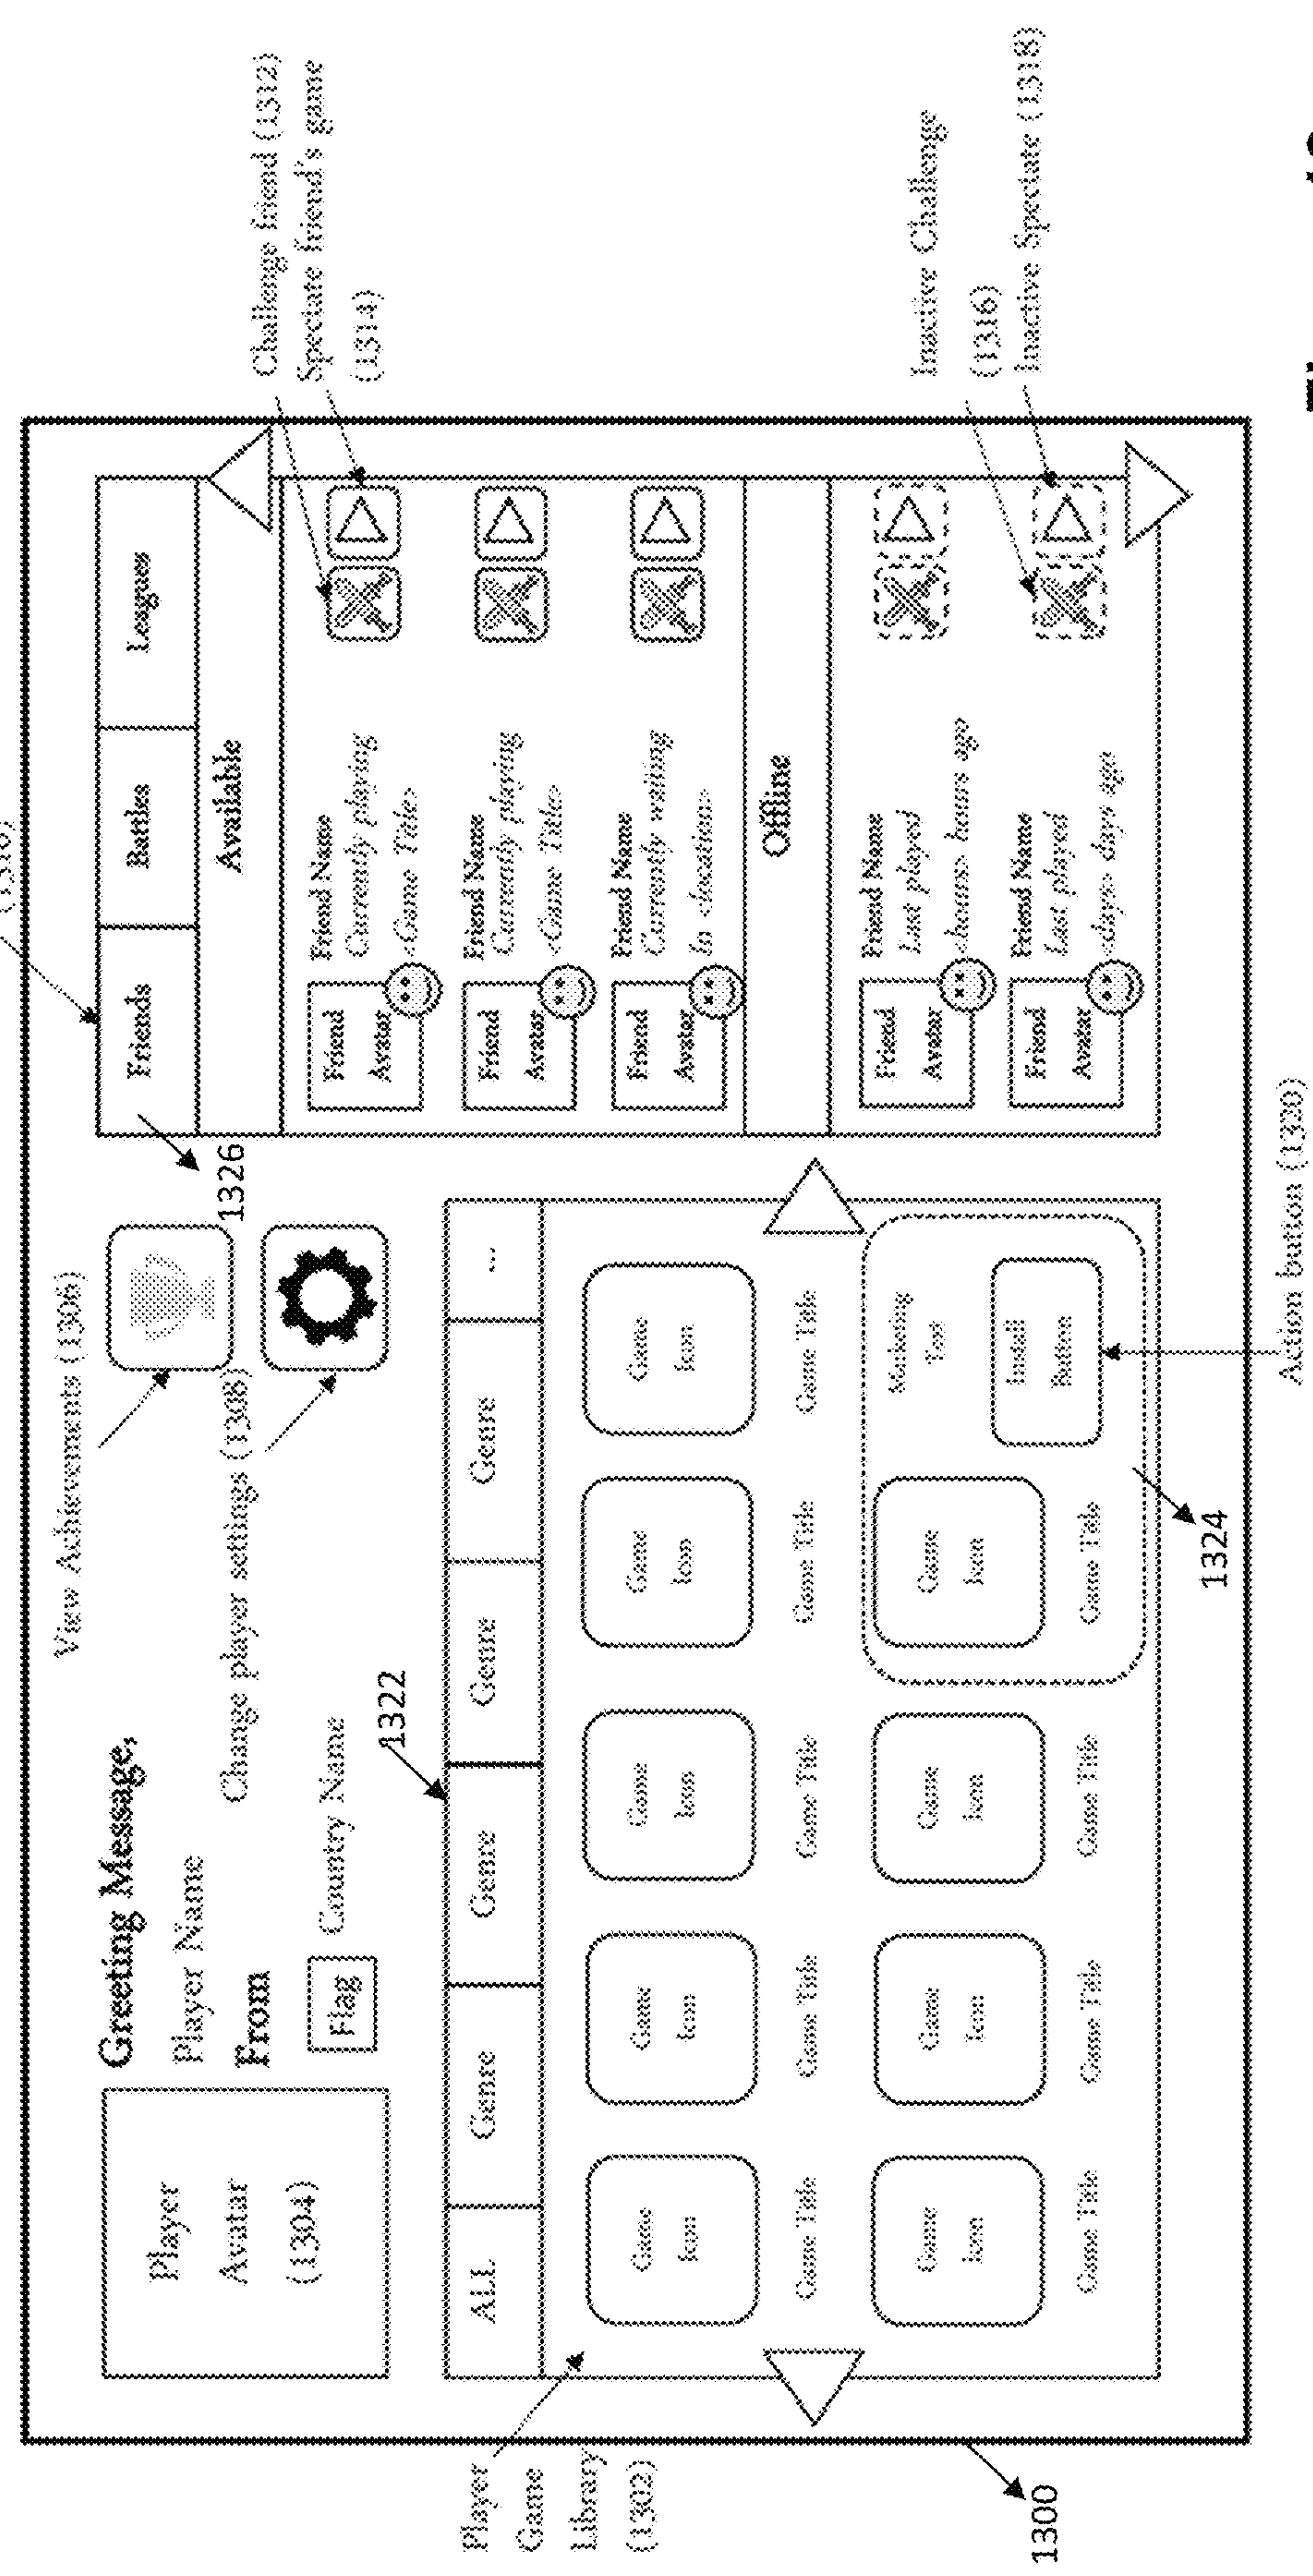 View Achievements (1306)
Greeting Message,
Player Name
Change player settings (1308)
From
Flag
Country Name
Player
Avatar
(1304)
1322
1326
ALL
Genre
Genre
Genre
Genre
Genre
...
Player
Game
Library
(1302)
Game
Icon
Game
Icon
Game
Icon
Game
Icon
Game
Icon
Game Title
Game Title
Game Title
Game Title
Game Title
Game
Icon
Game
Icon
Game
Icon
Game
Icon
Marketing
Text
Install
Button
Game Title
Game Title
Game Title
Game Title
1324
1300
Action button (1320)
Friends
Battles
Leagues
Available
Friend
Avatar
Friend Name
Currently playing
<Game Title>
Friend
Avatar
Friend Name
Currently playing
<Game Title>
Friend
Avatar
Friend Name
Currently waiting
In <location>
Offline
Friend
Avatar
Friend Name
Last played
<hours> hours ago
Friend
Avatar
Friend Name
Last played
<days> days ago
Challenge friend (1312)
Spectate friend's game
(1314)
Inactive Challenge
(1316)
Inactive Spectate (1318)